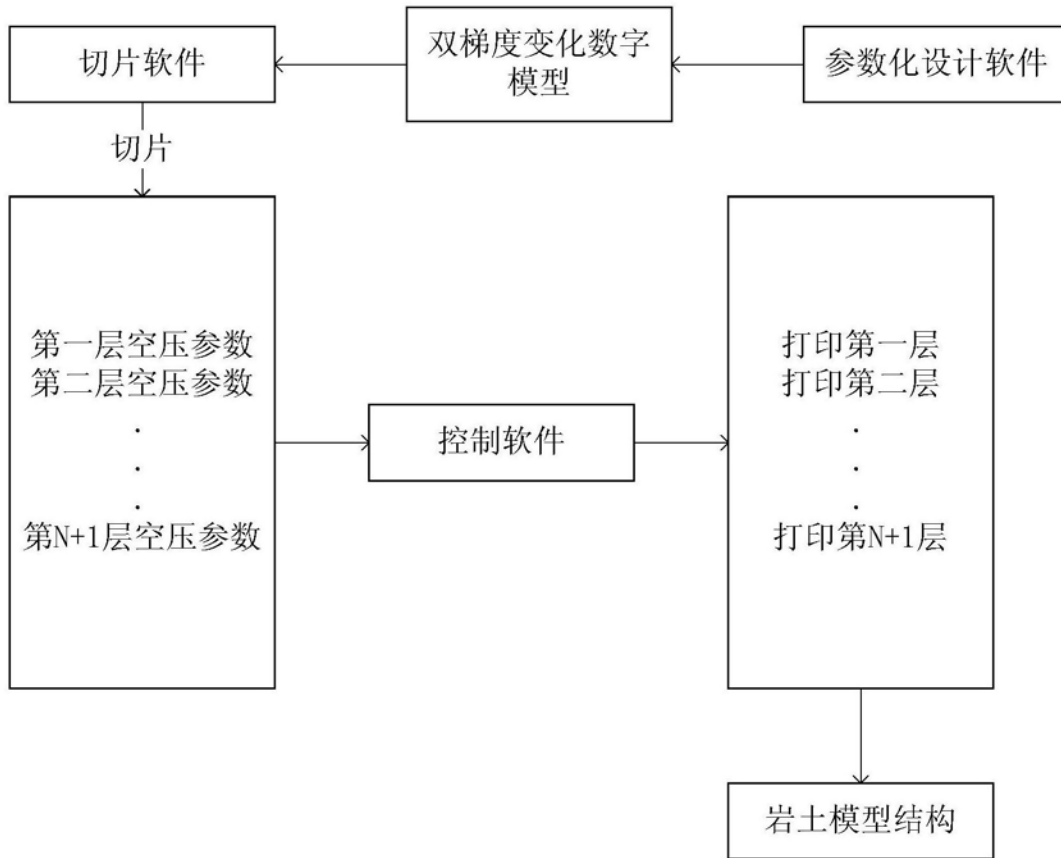 切片软件
双梯度变化数字
模型
参数化设计软件
切片
第一层空压参数
第二层空压参数
.
.
.
第N+1层空压参数
控制软件
打印第一层
打印第二层
.
.
.
打印第N+1层
岩土模型结构